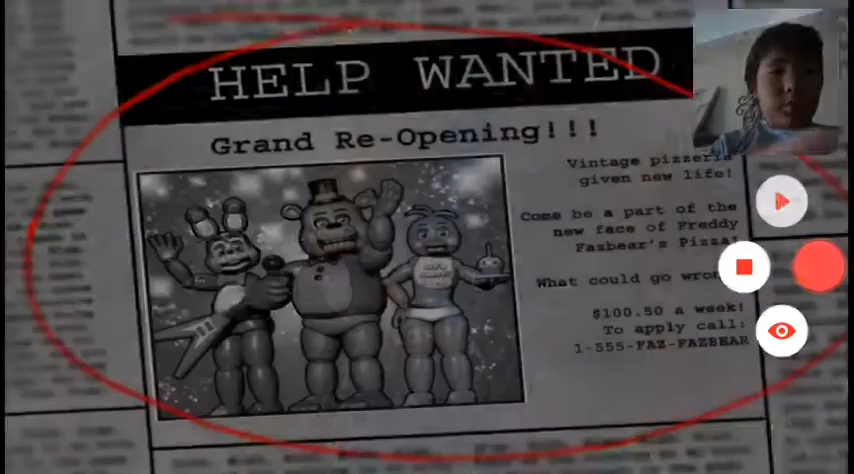 HELP WANTED
Grand Re-Opening!!!
Vintage pizzeria
given new life!
Come be a part of the
new face of Freddy
Fazbear's Pizza!
What could go wron
$100.50 a week!
To apply call:
1-555-FAZ-FAZBEAR